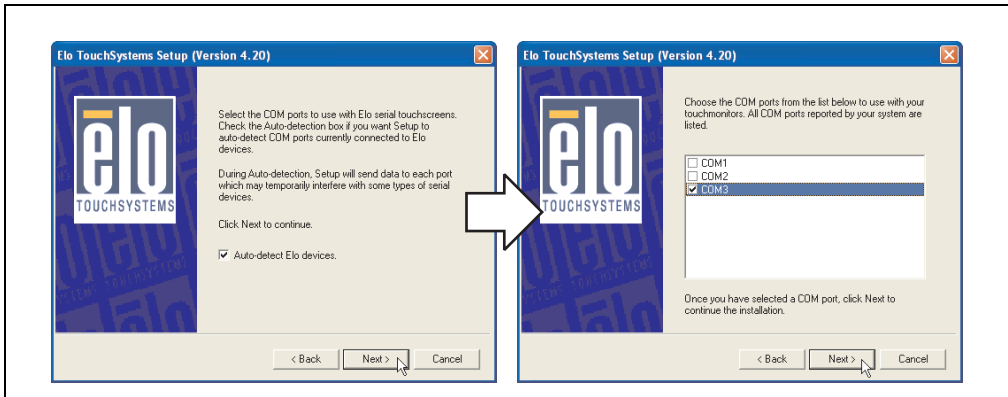 Elo TouchSystems Setup (Version 4.20)
elo
TOUCHSYSTEMS
Select the COM ports to use with Elo serial touchscreens.
Check the Auto-detection box if you want Setup to
auto-detect COM ports currently connected to Elo
devices.
During Auto-detection, Setup will send data to each port
which may temporarily interfere with some types of serial
devices.
Click Next to continue.
Auto-detect Elo devices.
< Back Next > Cancel
Elo TouchSystems Setup (Version 4.20)
elo
TOUCHSYSTEMS
Choose the COM ports from the list below to use with your
touchmonitors. All COM ports reported by your system are
listed.
COM1
COM2
COM3
Once you have selected a COM port, click Next to
continue the installation.
< Back Next > Cancel